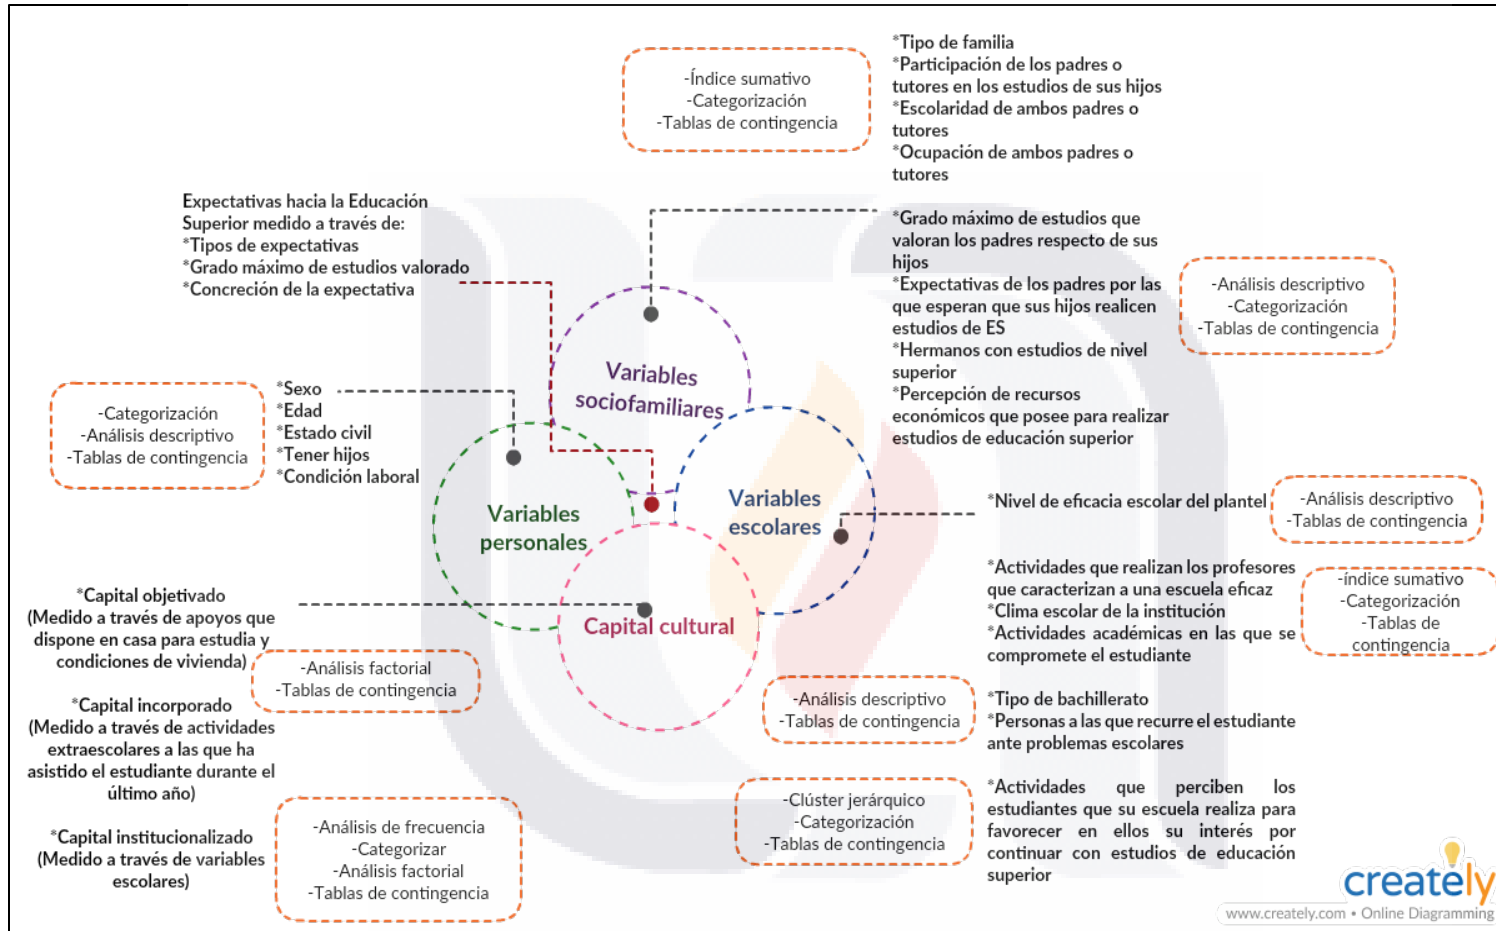 -Índice sumativo
-Categorización
-Tablas de contingencia
*Tipo de familia
*Participación de los padres o
tutores en los estudios de sus hijos
*Escolaridad de ambos padres o
tutores
*Ocupación de ambos padres o
tutores
Expectativas hacia la Educación
Superior medido a través de:
*Tipos de expectativas
*Grado máximo de estudios valorado
*Concreción de la expectativa
*Grado máximo de estudios que
valoran los padres respecto de sus
hijos
*Expectativas de los padres por las
que esperan que sus hijos realicen
estudios de ES
*Hermanos con estudios de nivel
superior
*Percepción de recursos
económicos que posee para realizar
estudios de educación superior
-Análisis descriptivo
-Categorización
-Tablas de contingencia
Variables
sociofamiliares
-Categorización
-Análisis descriptivo
-Tablas de contingencia
*Sexo
*Edad
*Estado civil
*Tener hijos
*Condición laboral
Variables
personales
Variables
escolares
*Nivel de eficacia escolar del plantel
-Análisis descriptivo
-Tablas de contingencia
*Actividades que realizan los profesores
que caracterizan a una escuela eficaz
*Clima escolar de la institución
*Actividades académicas en las que se
compromete el estudiante
-índice sumativo
-Categorización
-Tablas de
contingencia
Capital cultural
*Capital objetivado
(Medido a través de apoyos que
dispone en casa para estudia y
condiciones de vivienda)
-Análisis factorial
-Tablas de contingencia
*Capital incorporado
(Medido a través de actividades
extraescolares a las que ha
asistido el estudiante durante el
último año)
-Análisis descriptivo
-Tablas de contingencia
*Tipo de bachillerato
*Personas a las que recurre el estudiante
ante problemas escolares
*Capital institucionalizado
(Medido a través de variables
escolares)
-Análisis de frecuencia
-Categorizar
-Análisis factorial
-Tablas de contingencia
-Clúster jerárquico
-Categorización
-Tablas de contingencia
*Actividades que perciben los
estudiantes que su escuela realiza para
favorecer en ellos su interés por
continuar con estudios de educación
superior
creately
www.creately.com • Online Diagramming